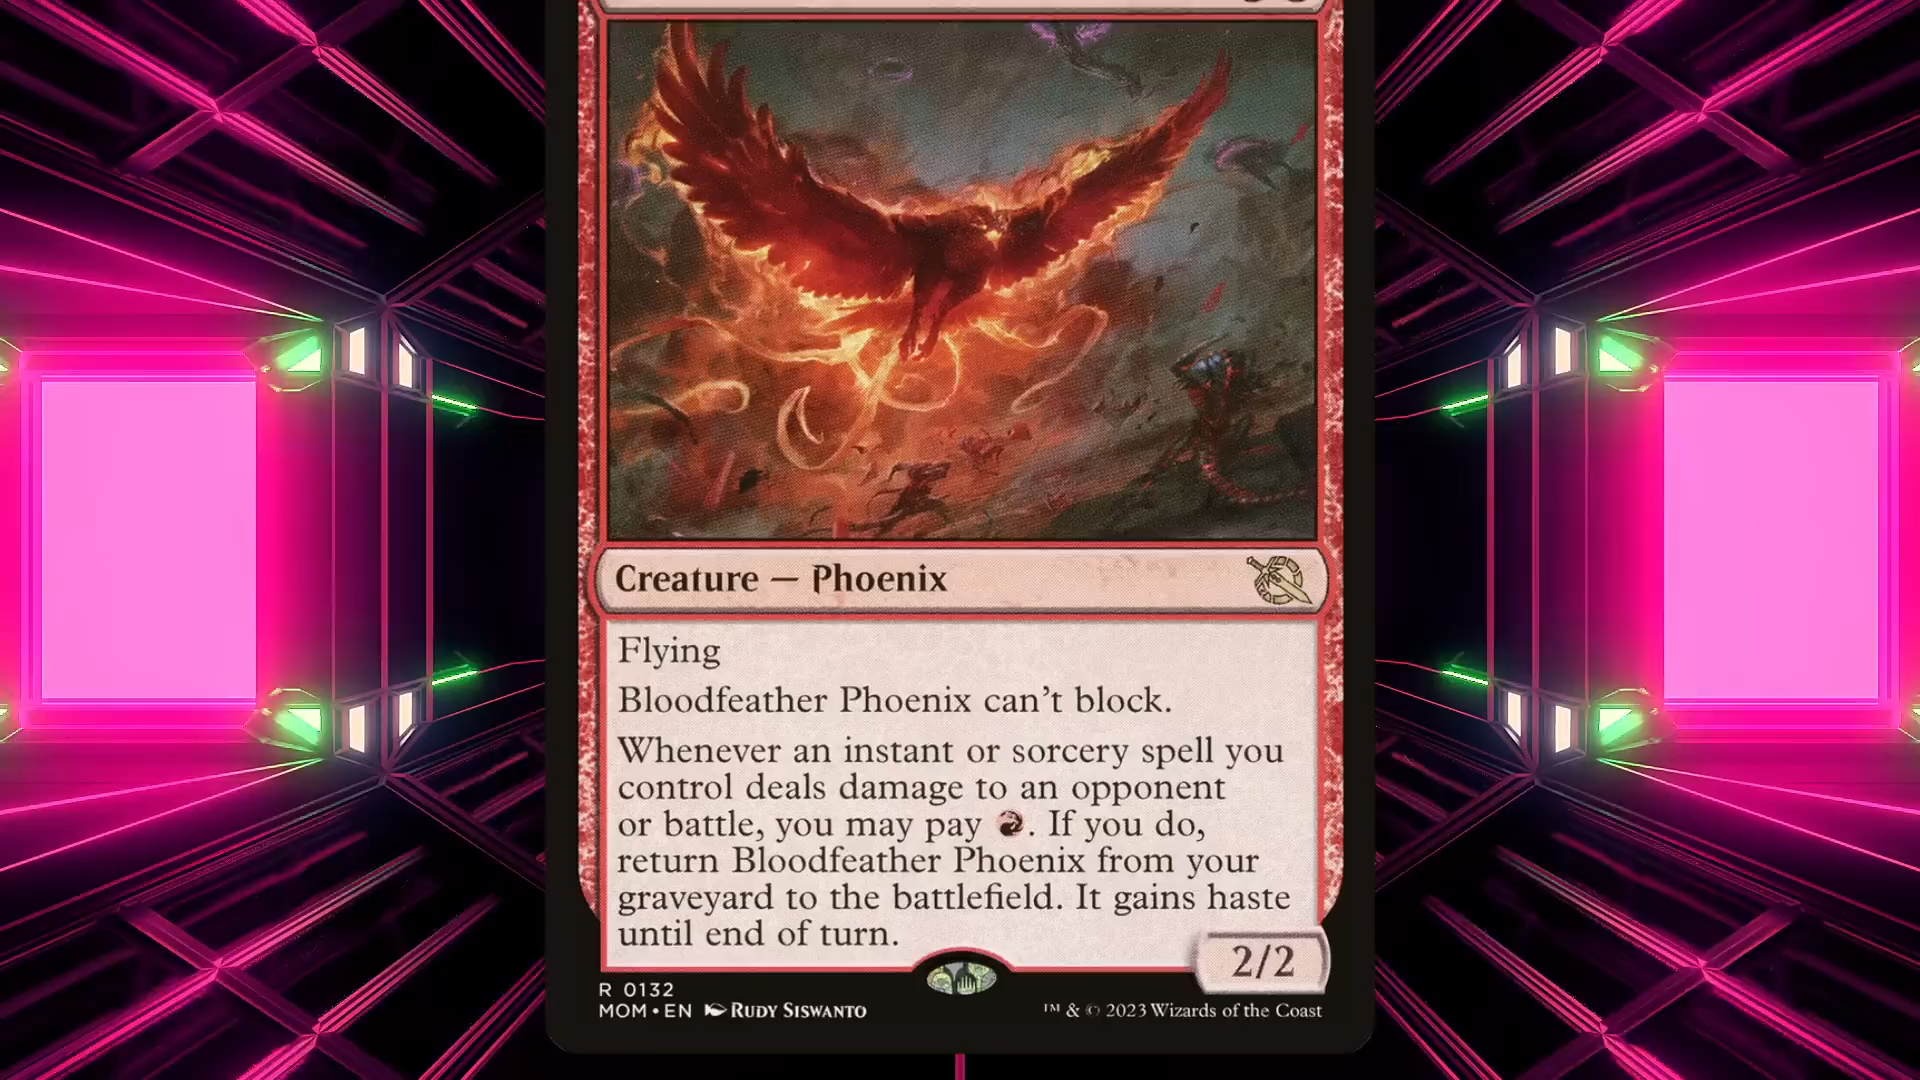 Creature — Phoenix
Flying
Bloodfeather Phoenix can't block.
Whenever an instant or sorcery spell you
control deals damage to an opponent
or battle, you may pay . If you do,
return Bloodfeather Phoenix from your
graveyard to the battlefield. It gains haste
until end of turn.
2/2
R 0132
MOM • EN RUDY SISWANTO
™ & © 2023 Wizards of the Coast